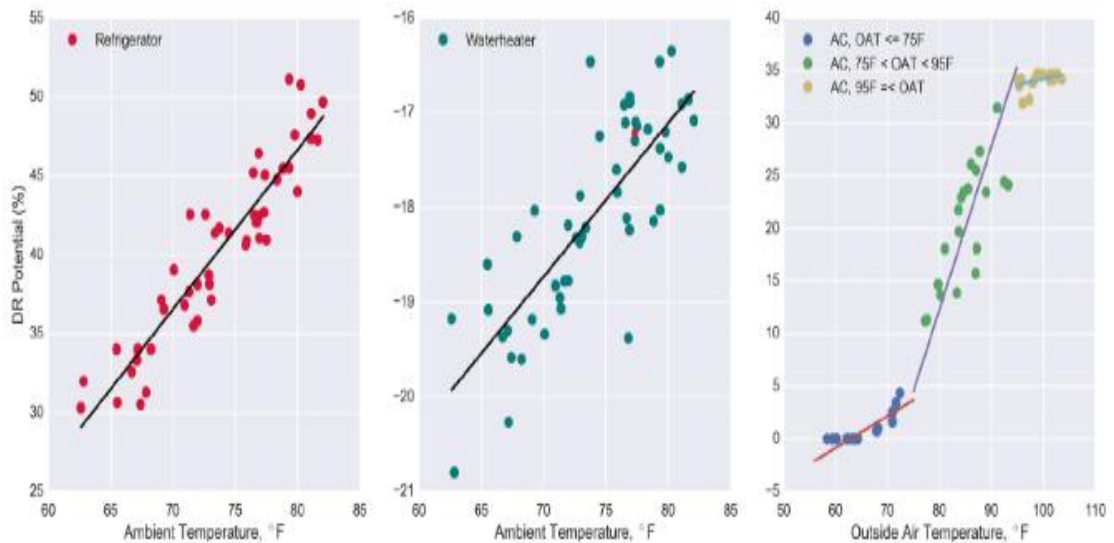 DR Potential (%)
55
50
45
40
35
30
25
Refrigerator
60 65 70 75 80 85
Ambient Temperature, °F
−16
−17
−18
−19
−20
−21
Waterheater
60 65 70 75 80 85
Ambient Temperature, °F
40
35
30
25
20
15
10
5
0
−5
AC, OAT <= 75F
AC, 75F < OAT < 95F
AC, 95F =< OAT
50 60 70 80 90 100 110
Outside Air Temperature, °F